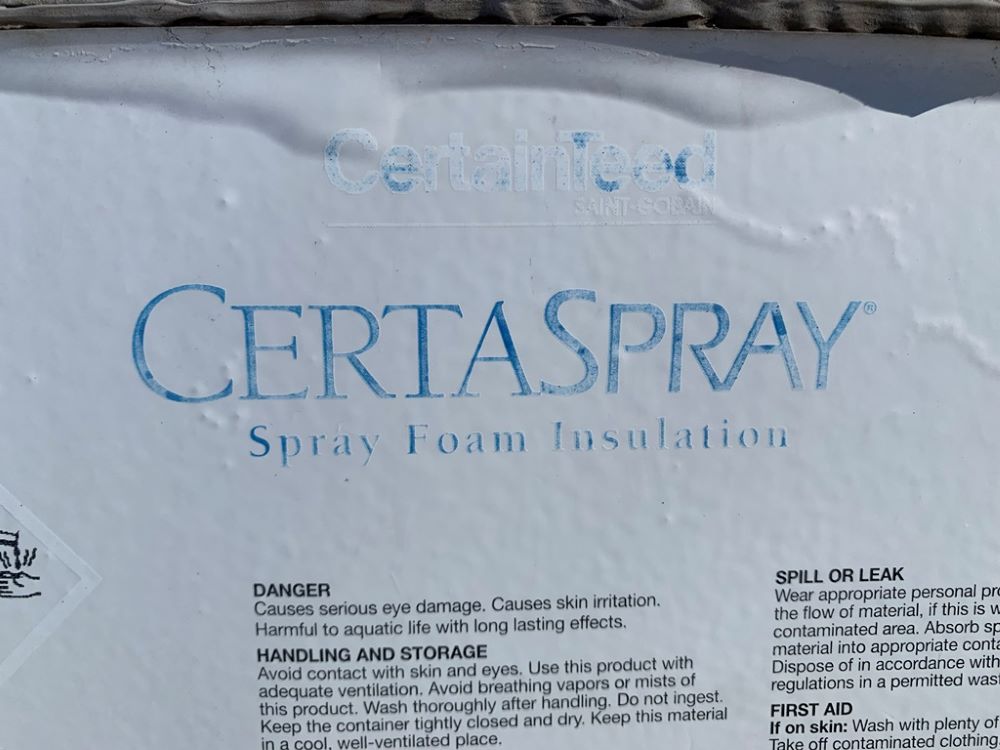 CertainTeed
SAINT-GOBAIN
CERTASPRAY®
Spray Foam Insulation
DANGER
Causes serious eye damage. Causes skin irritation.
Harmful to aquatic life with long lasting effects.
HANDLING AND STORAGE
Avoid contact with skin and eyes. Use this product with
adequate ventilation. Avoid breathing vapors or mists of
this product. Wash thoroughly after handling. Do not ingest.
Keep the container tightly closed and dry. Keep this material
in a cool, well-ventilated place.
SPILL OR LEAK
Wear appropriate personal
the flow of material, if this is
contaminated area. Absorb
material into appropriate
Dispose of in accordance with
regulations in a permitted
FIRST AID
If on skin: Wash with plenty of
Take off contaminated clothing